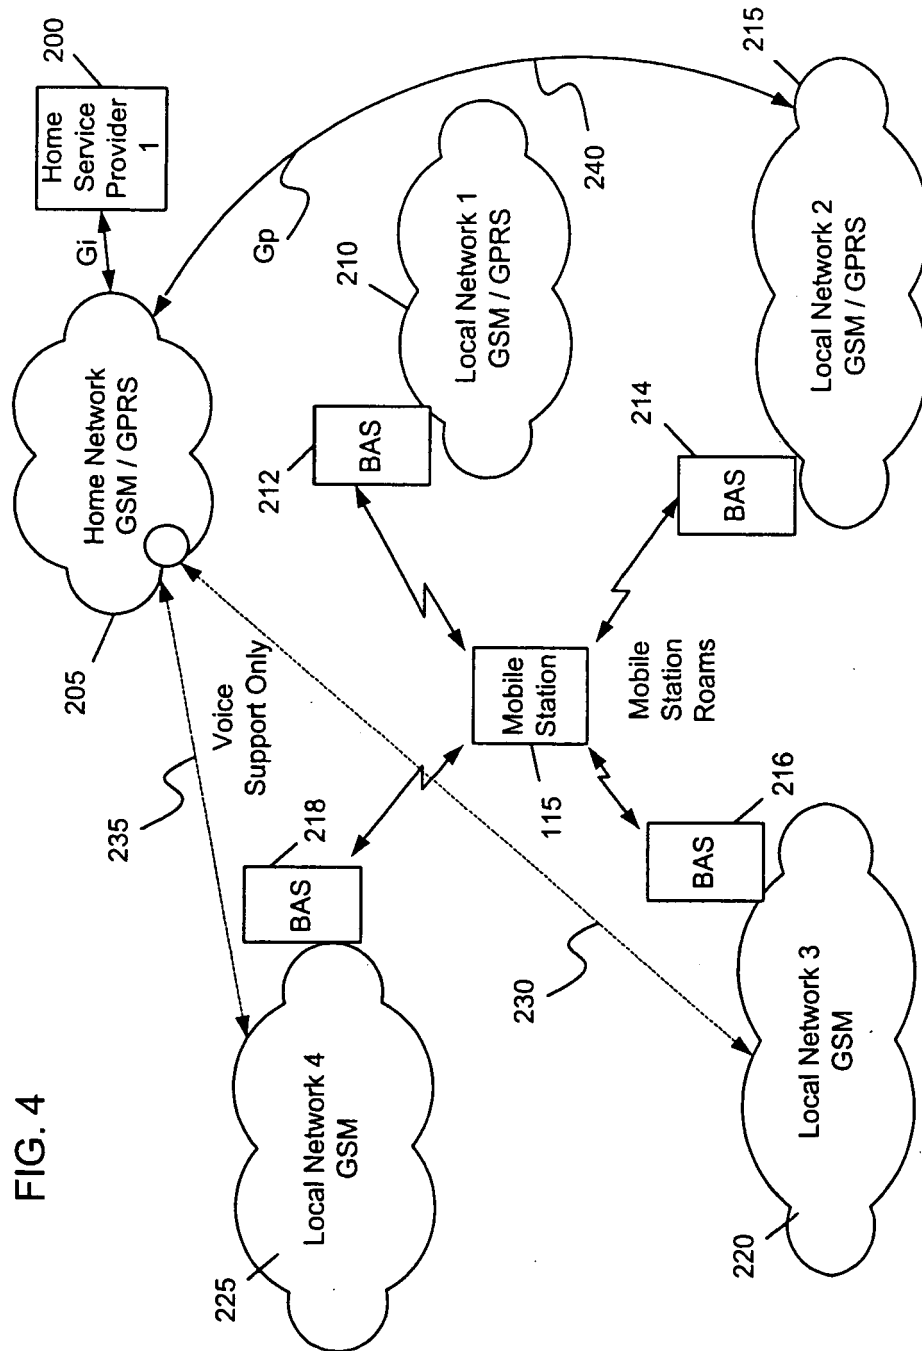 FIG. 4
225
Local Network 4
GSM
BAS
218
235
Voice
Support Only
205
Home Network
GSM / GPRS
Gi
Home
Service
Provider
1
200
Gp
240
210
Local Network 1
GSM / GPRS
212
BAS
215
Local Network 2
GSM / GPRS
214
BAS
Mobile
Station
115
Mobile
Station
Roams
230
216
BAS
220
Local Network 3
GSM